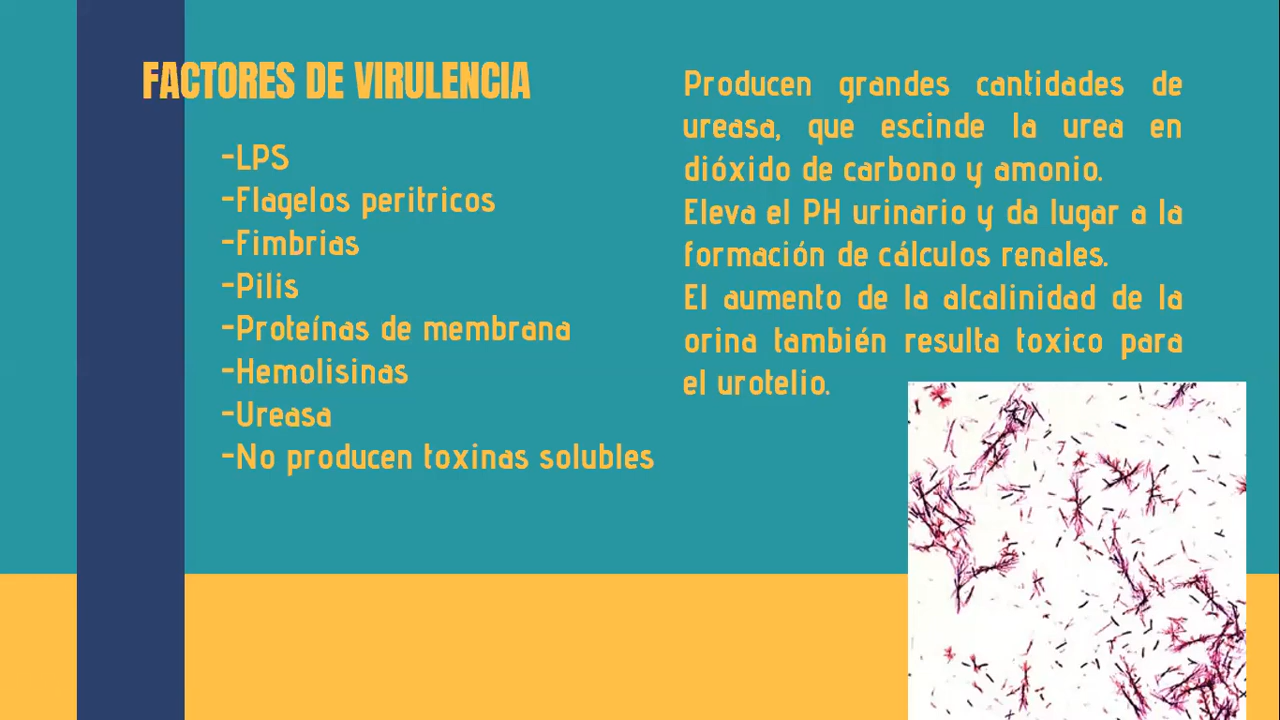 FACTORES DE VIRULENCIA
-LPS
-Flagelos peritricos
-Fimbrias
-Pilis
-Proteínas de membrana
-Hemolisinas
-Ureasa
-No producen toxinas solubles
Producen grandes cantidades de
ureasa, que escinde la urea en
dióxido de carbono y amonio.
Eleva el PH urinario y da lugar a la
formación de cálculos renales.
El aumento de la alcalinidad de la
orina también resulta toxico para
el urotelio.